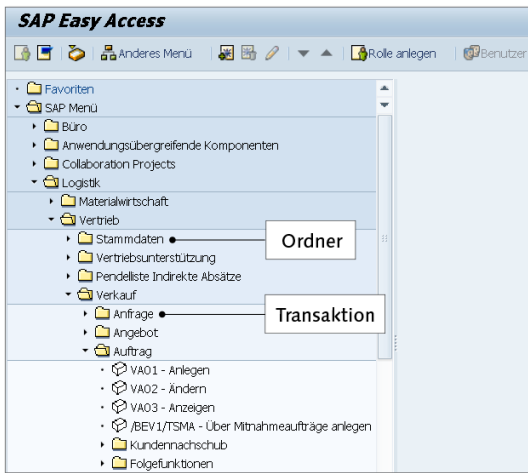 SAP Easy Access
Anderes Menü Rolle anlegen Benutzer
Favoriten
SAP Menü
Büro
Anwendungsübergreifende Komponenten
Collaboration Projects
Logistik
Materialwirtschaft
Vertrieb
Stammdaten
Ordner
Vertriebsunterstützung
Pendelliste Indirekte Absätze
Verkauf
Anfrage
Transaktion
Angebot
Auftrag
VA01 - Anlegen
VA02 - Ändern
VA03 - Anzeigen
/BEV1/TSMA - Über Mitnahmeaufträge anlegen
Kundennachschub
Folgefunktionen